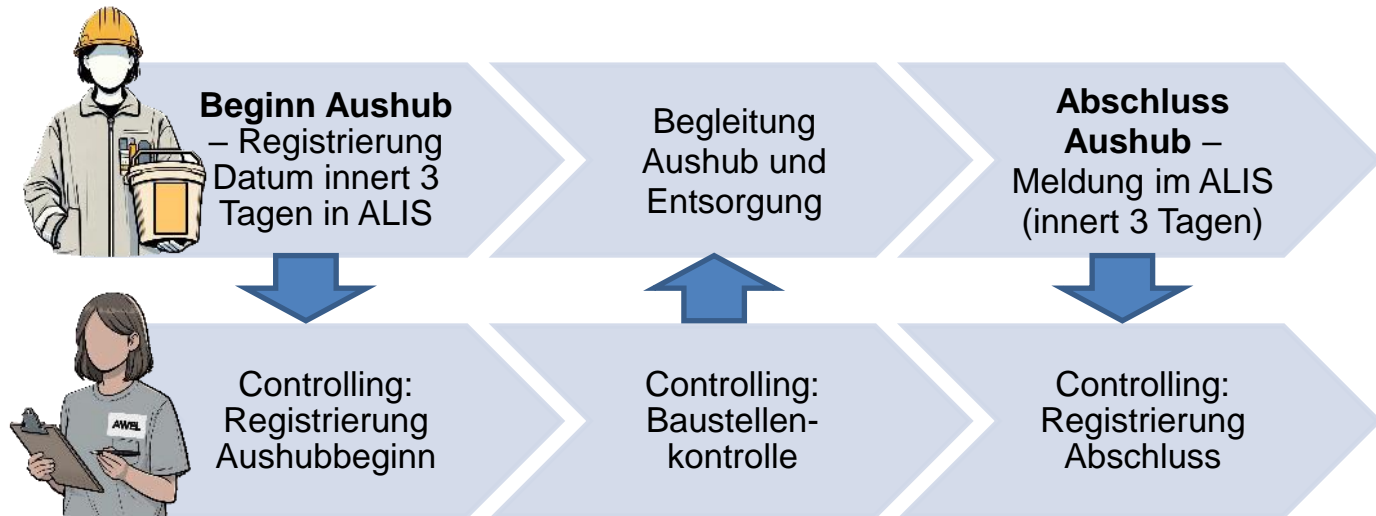 Beginn Aushub
– Registrierung
Datum innert 3
Tagen in ALIS
Begleitung
Aushub und
Entsorgung
Abschluss
Aushub –
Meldung im ALIS
(innert 3 Tagen)
AWEL
Controlling:
Registrierung
Aushubbeginn
Controlling:
Baustellen-
kontrolle
Controlling:
Registrierung
Abschluss